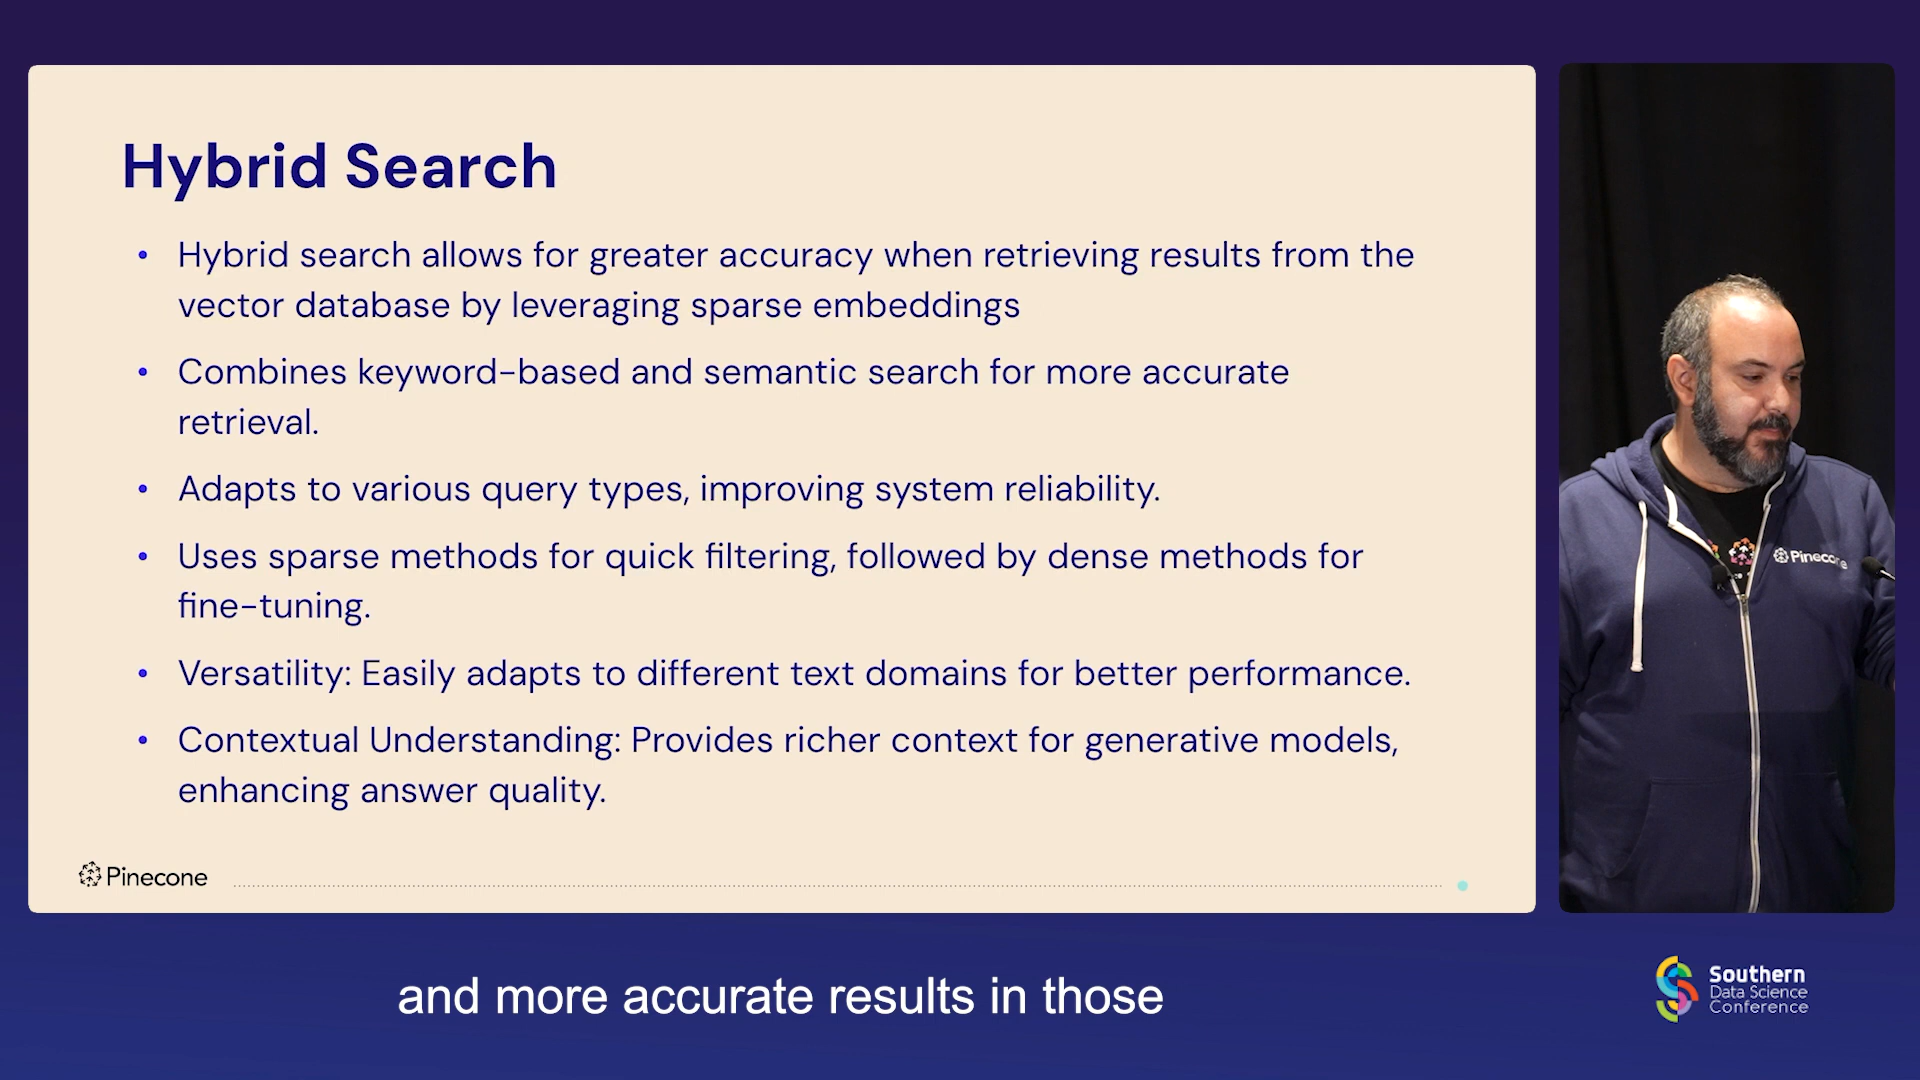 Hybrid Search
• Hybrid search allows for greater accuracy when retrieving results from the
vector database by leveraging sparse embeddings
• Combines keyword-based and semantic search for more accurate
retrieval.
• Adapts to various query types, improving system reliability.
• Uses sparse methods for quick filtering, followed by dense methods for
fine-tuning.
• Versatility: Easily adapts to different text domains for better performance.
• Contextual Understanding: Provides richer context for generative models,
enhancing answer quality.
Pinecone
Pinecone
and more accurate results in those
Southern
Data Science
Conference